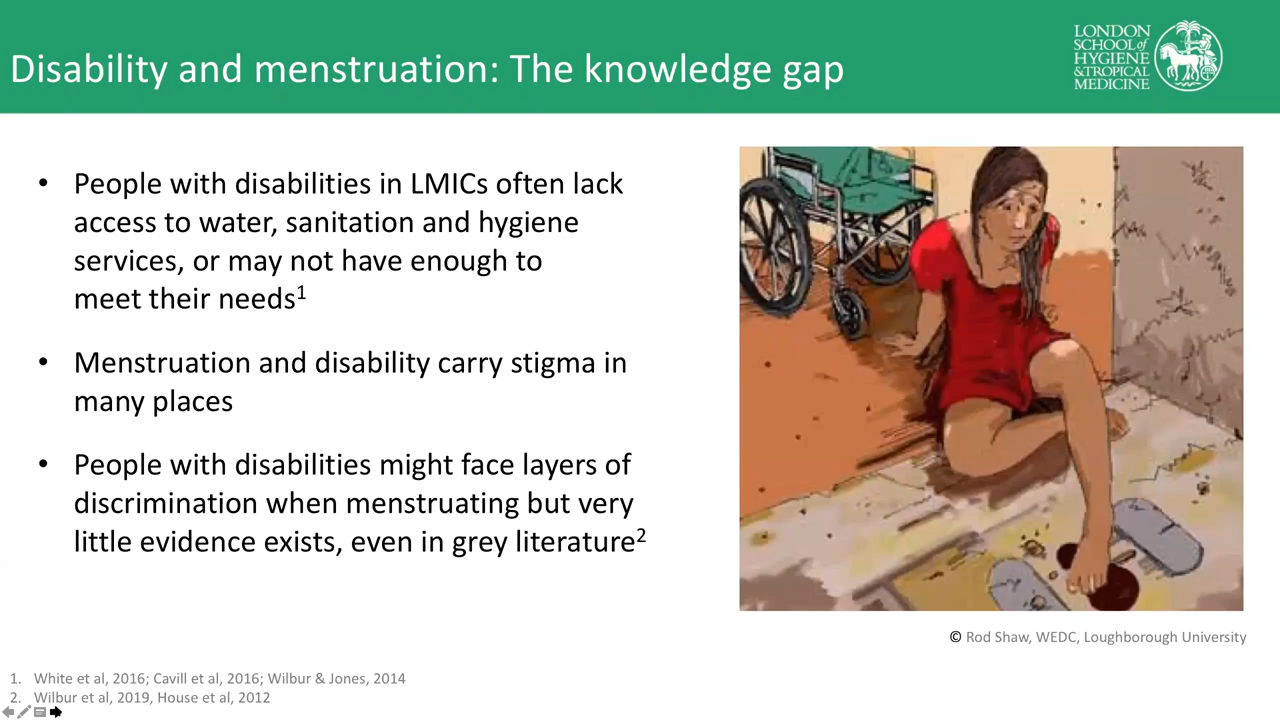 Disability and menstruation: The knowledge gap
LONDON
SCHOOL of
HYGIENE
& TROPICAL
MEDICINE
• People with disabilities in LMICs often lack
access to water, sanitation and hygiene
services, or may not have enough to
meet their needs1
• Menstruation and disability carry stigma in
many places
• People with disabilities might face layers of
discrimination when menstruating but very
little evidence exists, even in grey literature2
© Rod Shaw, WEDC, Loughborough University
1. White et al, 2016; Cavill et al, 2016; Wilbur & Jones, 2014
2. Wilbur et al, 2019, House et al, 2012